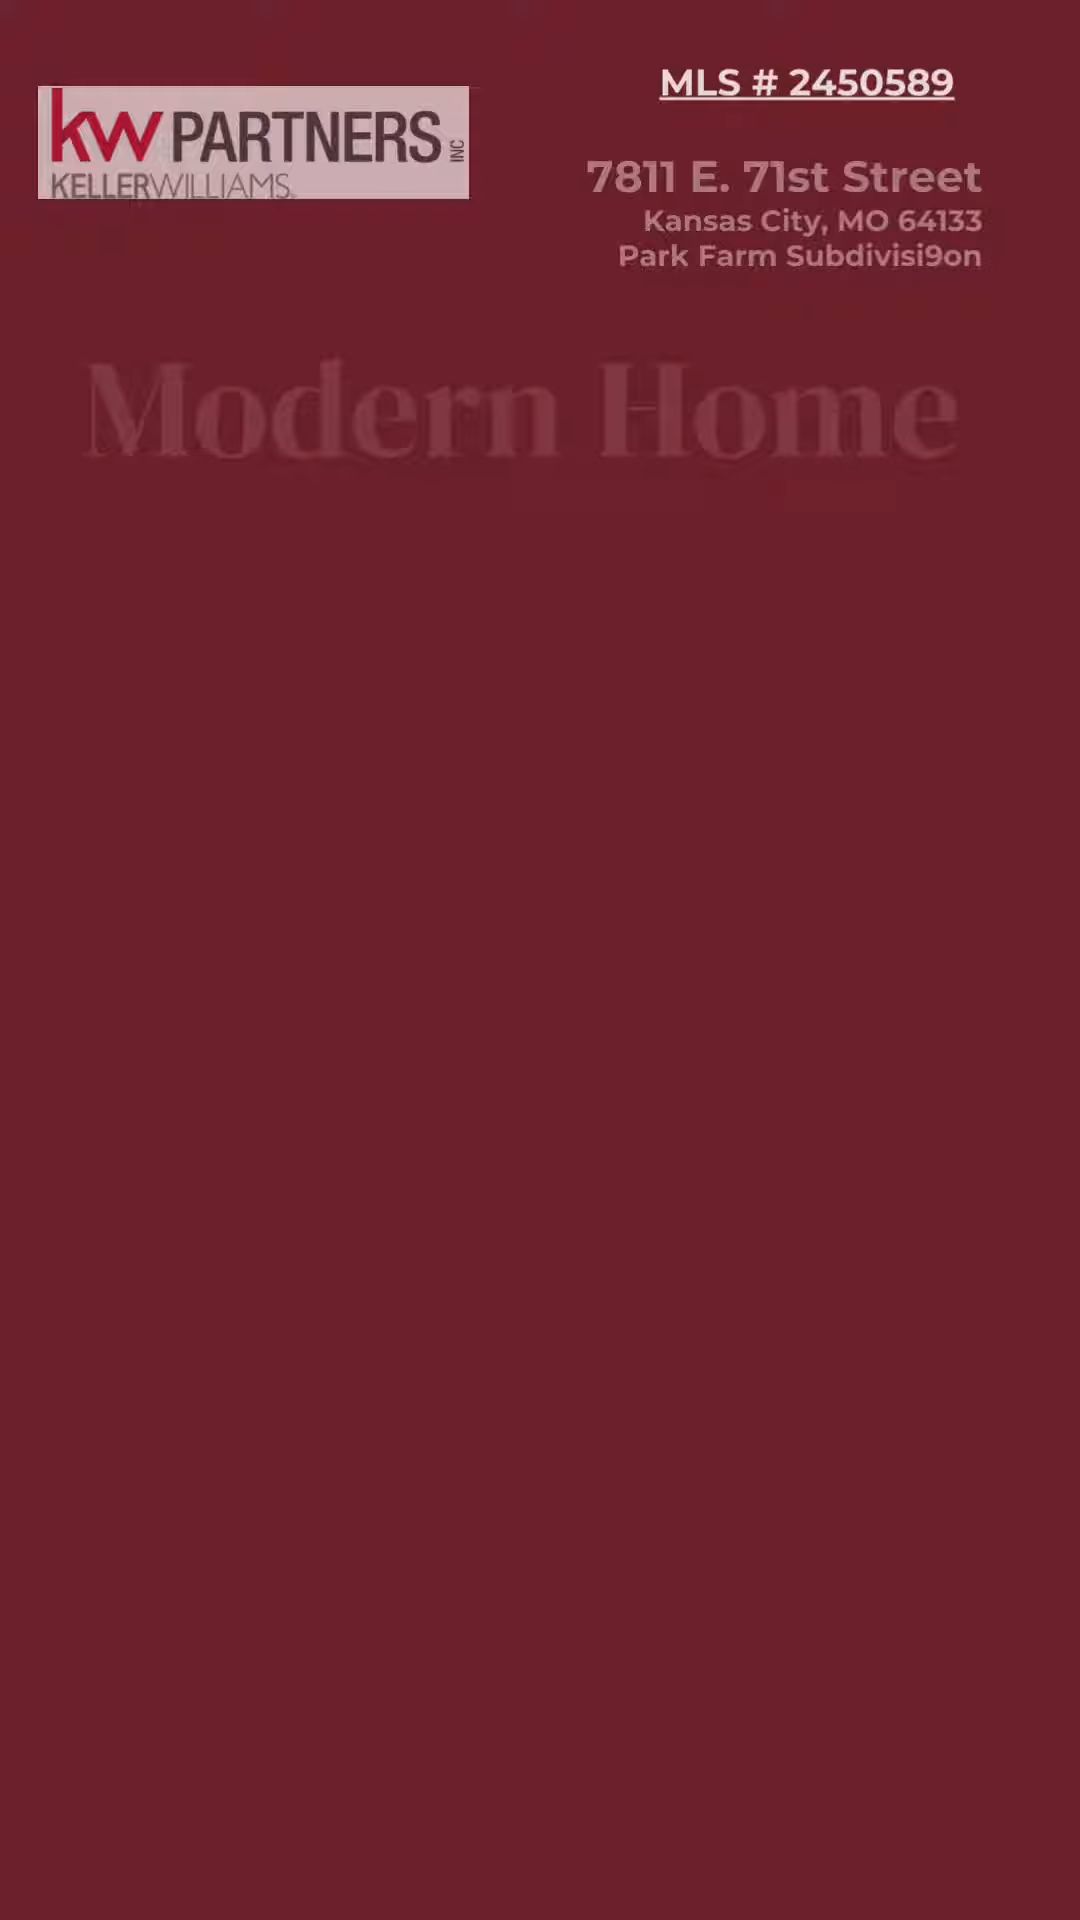 MLS # 2450589
kw PARTNERS INC
KELLERWILLIAMS.
7811 E. 71st Street
Kansas City, MO 64133
Park Farm Subdivisi9on
Modern Home